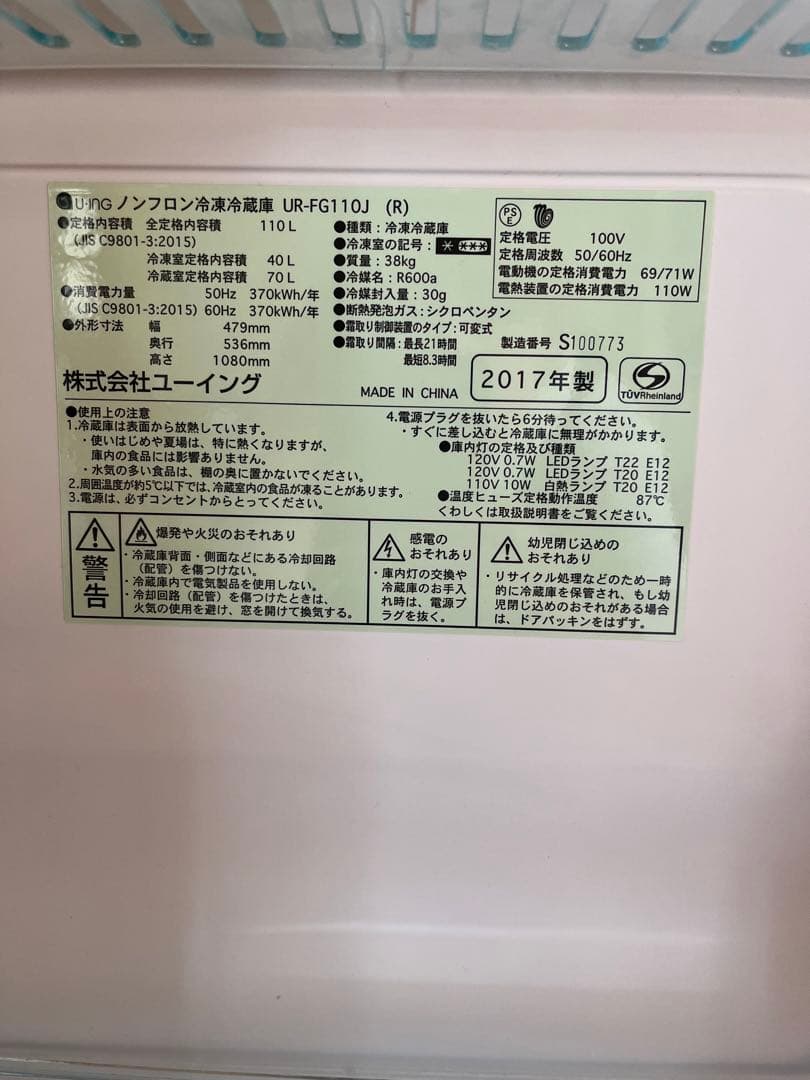 U-ING ノンフロン冷凍冷蔵庫 UR-FG110J (R)
●定格内容積 全定格内容積 110 L
(JIS C9801-3:2015)
冷凍室定格内容積 40 L
冷蔵室定格内容積 70 L
●消費電力量 50Hz 370kWh/年
(JIS C9801-3:2015) 60Hz 370kWh/年
●外形寸法 幅 479mm
奥行 536mm
高さ 1080mm
株式会社ユーイング
●種類：冷凍冷蔵庫
●冷凍室の記号：* ***
●質量：38kg
●冷媒名：R600a
●冷媒封入量：30g
●断熱発泡ガス：シクロペンタン
●霜取り制御装置のタイプ：可変式
●霜取り間隔：最長21時間
最短8.3時間
PS
E
定格電圧 100V
定格周波数 50/60Hz
電動機の定格消費電力 69/71W
電熱装置の定格消費電力 110W
製造番号 S100773
MADE IN CHINA
2017年製
TÜVRheinland
●使用上の注意
1.冷蔵庫は表面から放熱しています。
・使いはじめや夏場は、特に熱くなりますが、
庫内の食品には影響ありません。
・水気の多い食品は、棚の奥に置かないでください。
2.周囲温度が約5℃以下では、冷蔵室内の食品が凍ることがあります。
3.電源は、必ずコンセントからとってください。
4.電源プラグを抜いたら6分待ってください。
・すぐに差し込むと冷蔵庫に無理がかかります。
●庫内灯の定格及び種類
120V 0.7W LEDランプ T22 E12
120V 0.7W LEDランプ T20 E12
110V 10W 白熱ランプ T20 E12
●温度ヒューズ定格動作温度 87℃
くわしくは取扱説明書をご覧ください。
警告
爆発や火災のおそれあり
・冷蔵庫背面・側面などにある冷却回路
（配管）を傷つけない。
・冷蔵庫内で電気製品を使用しない。
・冷却回路（配管）を傷つけたときは、
火気の使用を避け、窓を開けて換気する。
感電の
おそれあり
・庫内灯の交換や
冷蔵庫のお手入
れ時は、電源プ
ラグを抜く。
幼児閉じ込めの
おそれあり
・リサイクル処理などのため一時
的に冷蔵庫を保管され、もし幼
児閉じ込めのおそれがある場合
は、ドアパッキンをはずす。